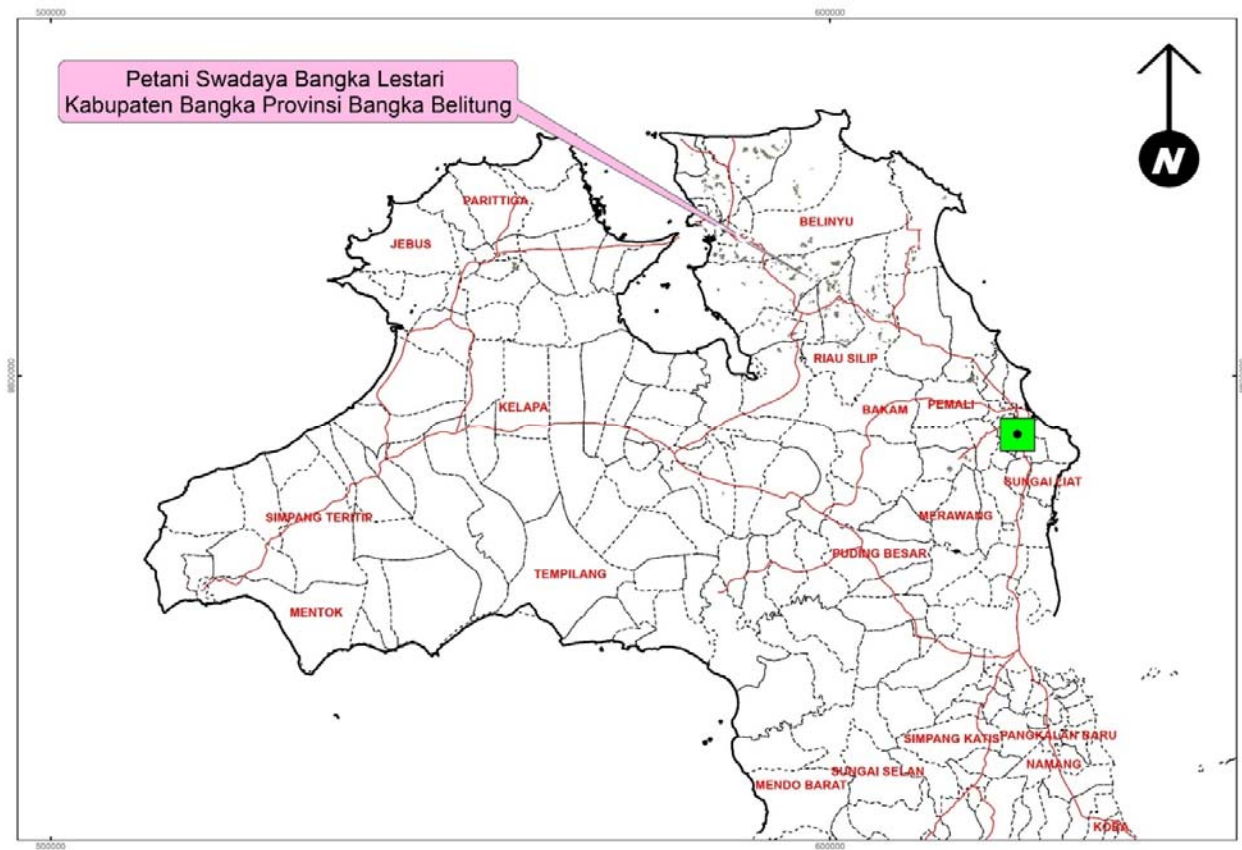 500000
600000
Petani Swadaya Bangka Lestari
Kabupaten Bangka Provinsi Bangka Belitung
N
PARITTIGA
BELINYU
JEBUS
RIAU SILIP
9800000
KELAPA
BAKAM
PEMALI
SUNGAI LIAT
SIMPANG TERITIP
MERAWANG
PUDING BESAR
TEMPILANG
MENTOK
SIMPANG KATIS
PANGKALAN BARU
NAMANG
SUNGAI SELAN
MENDO BARAT
KOBA
500000
600000